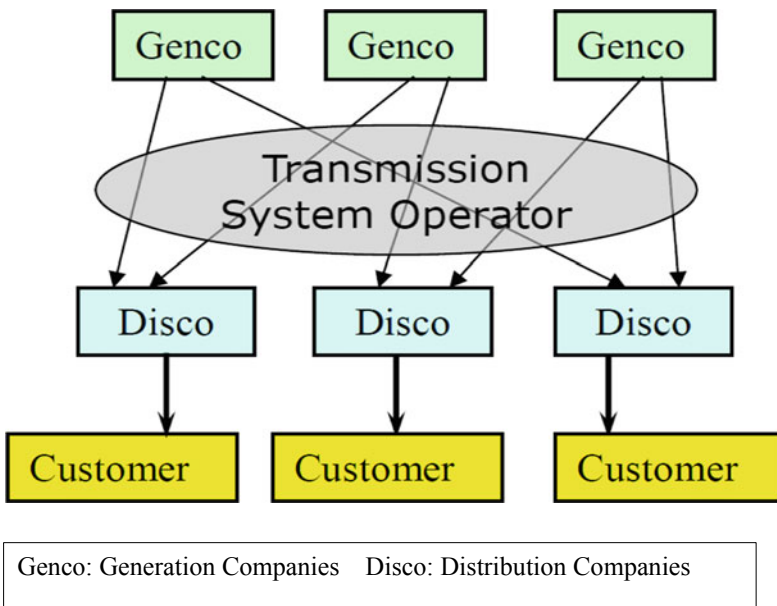 Genco Genco Genco
Transmission
System Operator
Disco Disco Disco
Customer Customer Customer
Genco: Generation Companies Disco: Distribution Companies